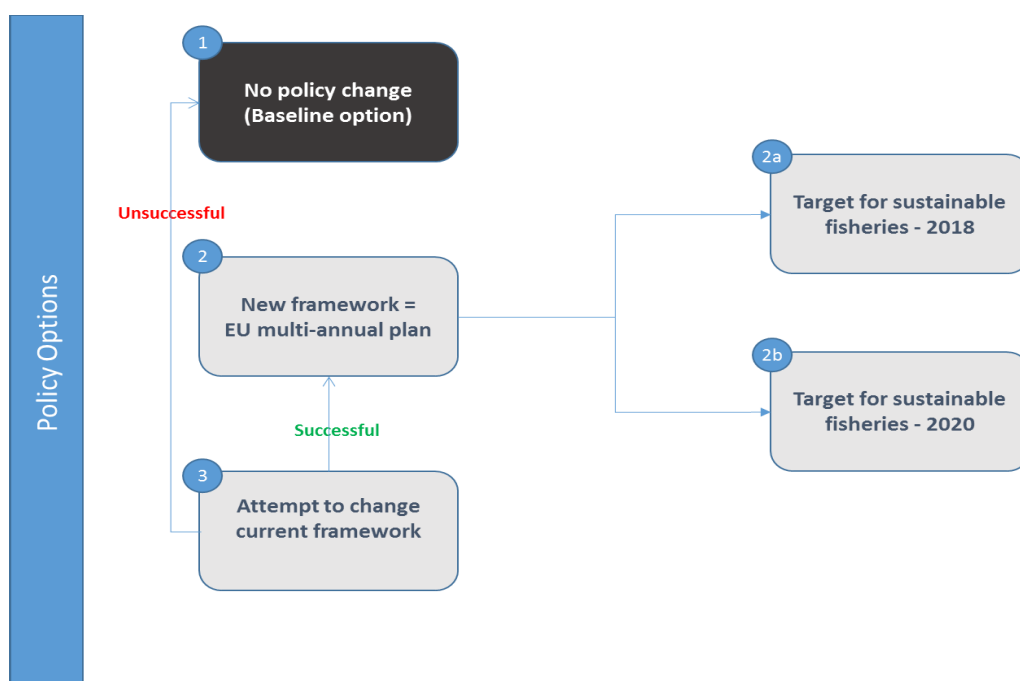 Policy Options
1
No policy change
(Baseline option)
Unsuccessful
2
New framework =
EU multi-annual plan
Successful
3
Attempt to change
current framework
2a
Target for sustainable
fisheries - 2018
2b
Target for sustainable
fisheries - 2020